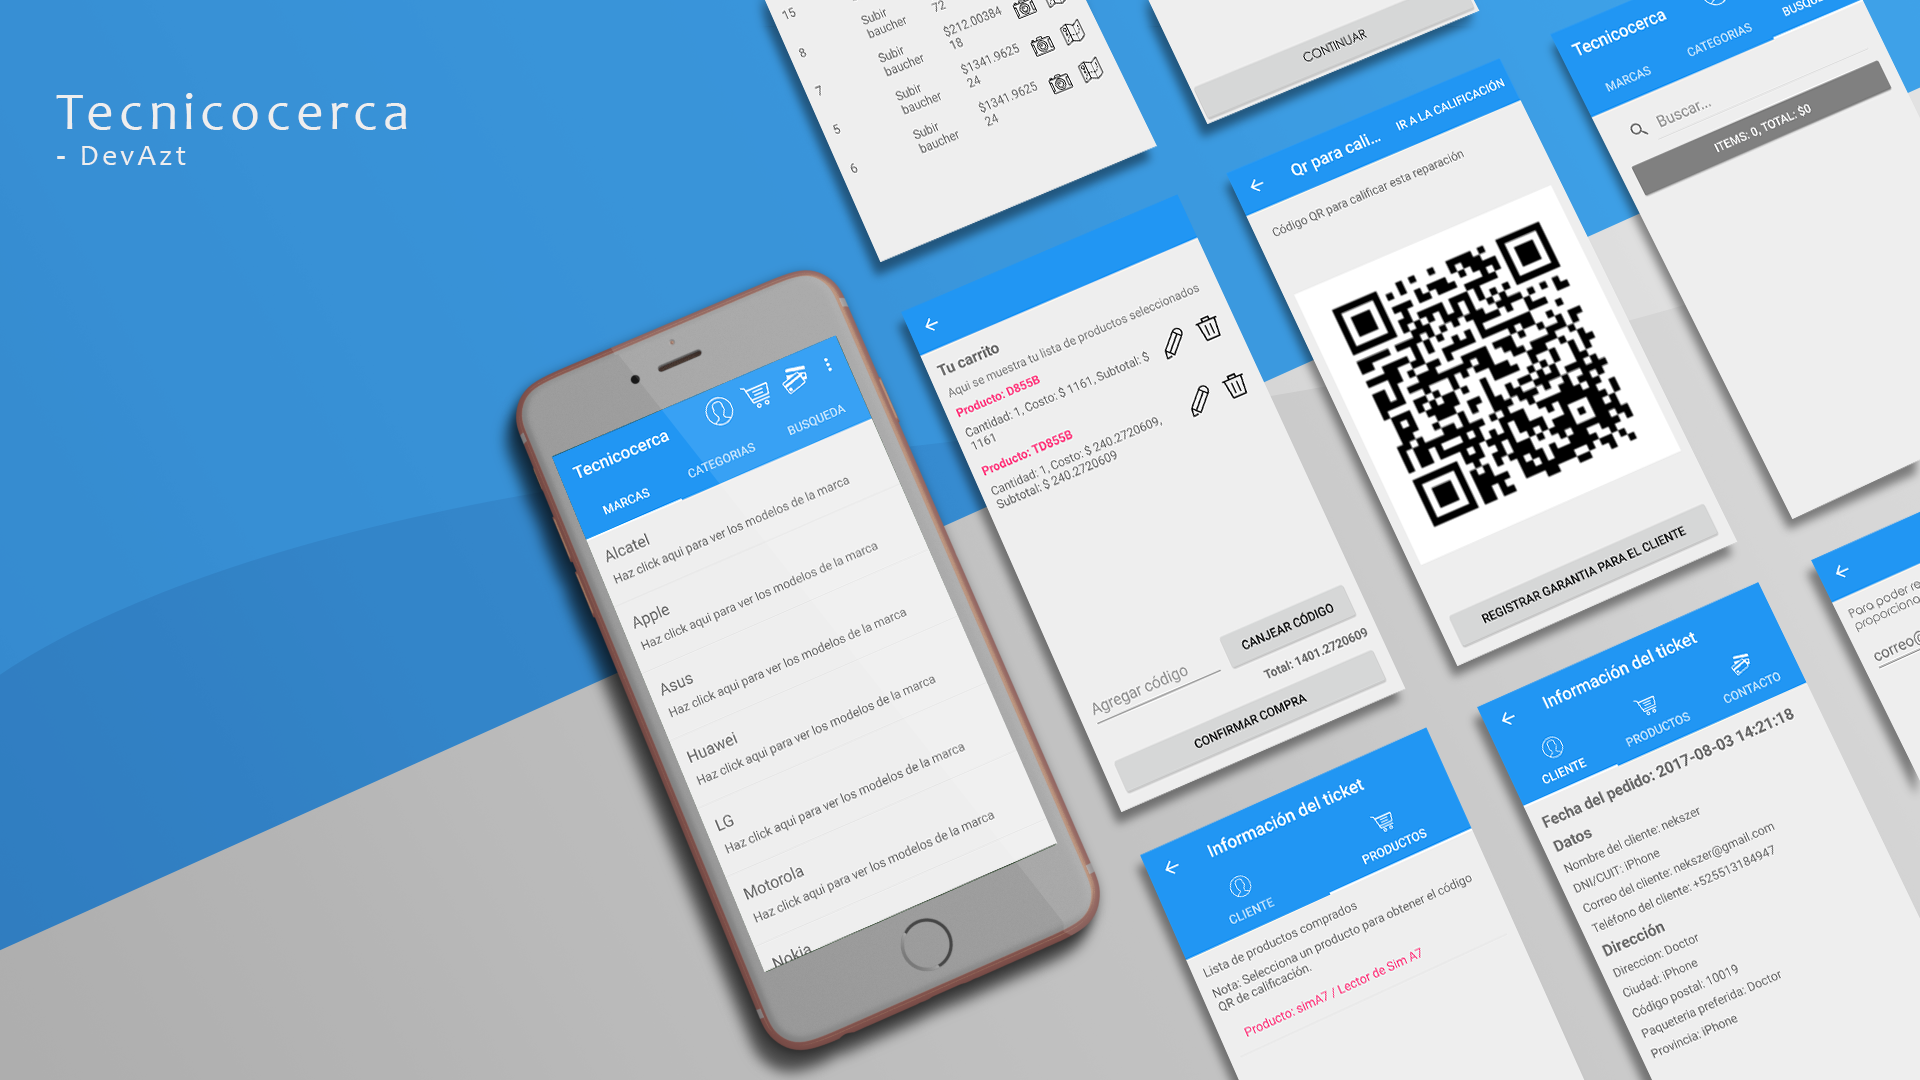 Tecnicocerca
- DevAzt
15
Subir
baucher
72
8
Subir
baucher
$212.00384
18
7
Subir
baucher
$1341.9625
24
5
Subir
baucher
$1341.9625
24
6
CONTINUAR
Tecnicocerca
MARCAS
CATEGORIAS
Buscar...
ITEMS: 0, TOTAL: $0
Qr para cali...
IR A LA CALIFICACIÓN
Código QR para calificar esta reparación
REGISTRAR GARANTIA PARA EL CLIENTE
Tu carrito
Aqui se muestra tu lista de productos seleccionados
Producto: D855B
Cantidad: 1, Costo: $ 1161, Subtotal: $
1161
Producto: TD855B
Cantidad: 1, Costo: $ 240.2720609,
Subtotal: $ 240.2720609
Agregar código
CANJEAR CÓDIGO
Total: 1401.2720609
CONFIRMAR COMPRA
Tecnicocerca
MARCAS
CATEGORIAS
BUSQUEDA
Alcatel
Haz click aqui para ver los modelos de la marca
Apple
Haz click aqui para ver los modelos de la marca
Asus
Haz click aqui para ver los modelos de la marca
Huawei
Haz click aqui para ver los modelos de la marca
LG
Haz click aqui para ver los modelos de la marca
Motorola
Haz click aqui para ver los modelos de la marca
Nokia
Información del ticket
CLIENTE
PRODUCTOS
Lista de productos comprados
Nota: Selecciona un producto para obtener el código
QR de calificación.
Producto: simA7 / Lector de Sim A7
Información del ticket
CLIENTE
PRODUCTOS
CONTACTO
Fecha del pedido: 2017-08-03 14:21:18
Datos
Nombre del cliente: nekszer
DNI/CUIT: iPhone
Correo del cliente: nekszer@gmail.com
Teléfono del cliente: +525513184947
Dirección
Direccion: Doctor
Ciudad: iPhone
Código postal: 10019
Paqueteria preferida: Doctor
Provincia: iPhone
Para poder re
proporciona
correo@